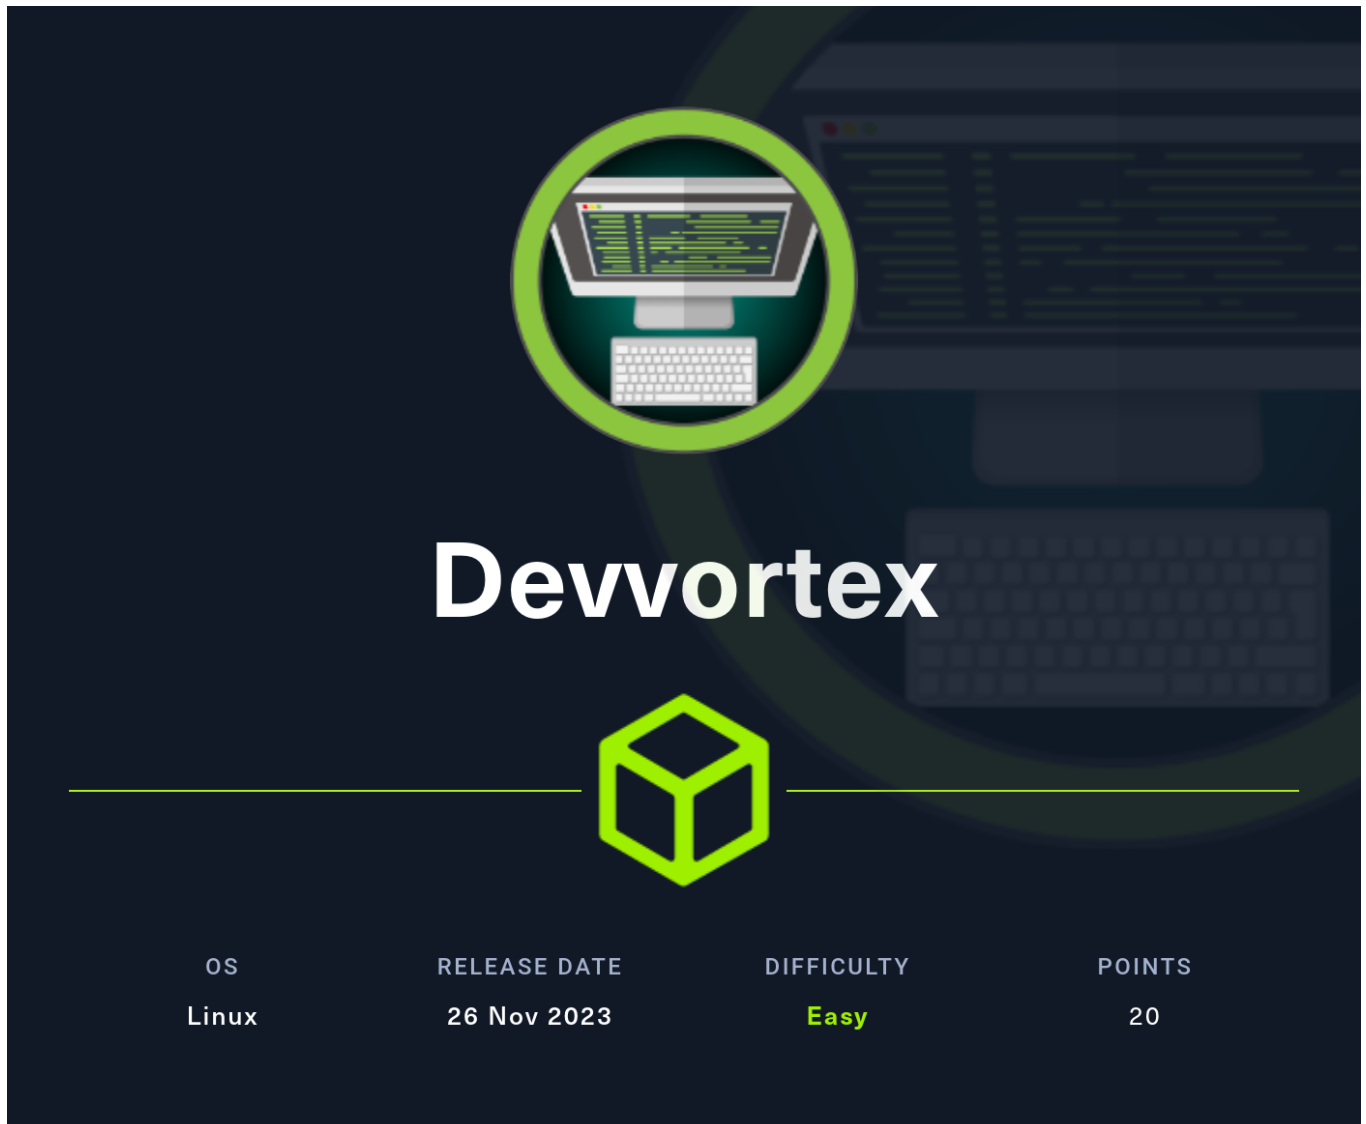 Devvortex
OS
RELEASE DATE
DIFFICULTY
POINTS
Linux
26 Nov 2023
Easy
20